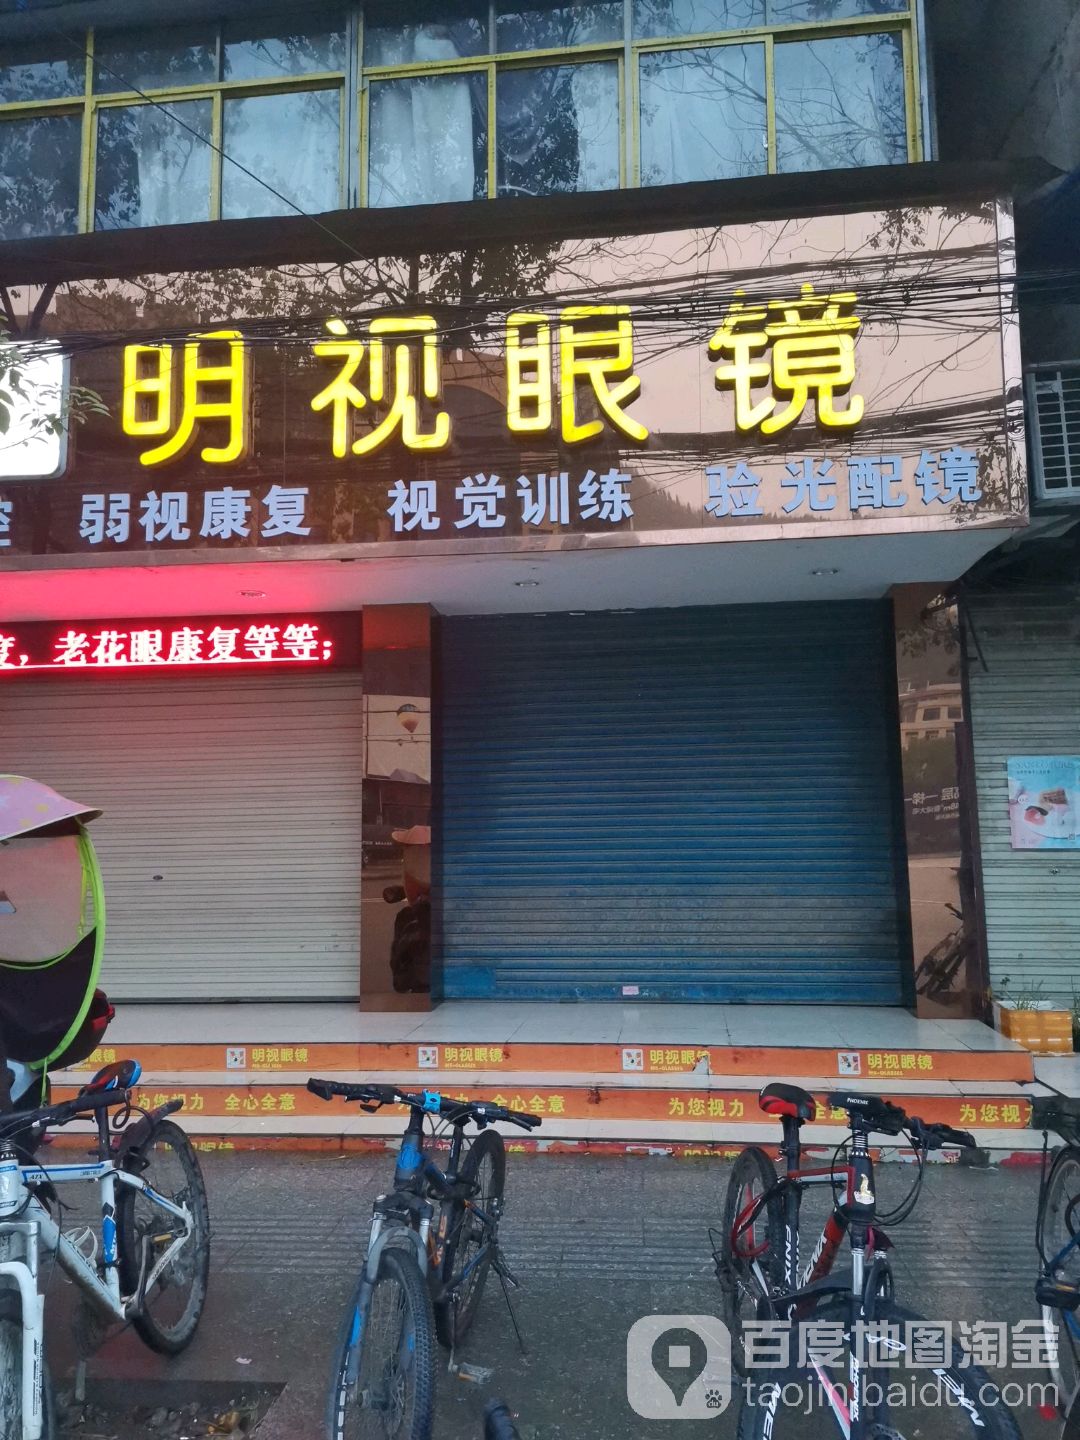 明视眼镜
弱视康复 视觉训练 验光配镜
，老花眼康复等等；
明视眼镜 明视眼镜 明视眼镜 明视眼镜
为您视力 全心全意 全心全意 为您视力
PHOENIX
百度地图淘金
taojin.baidu.com